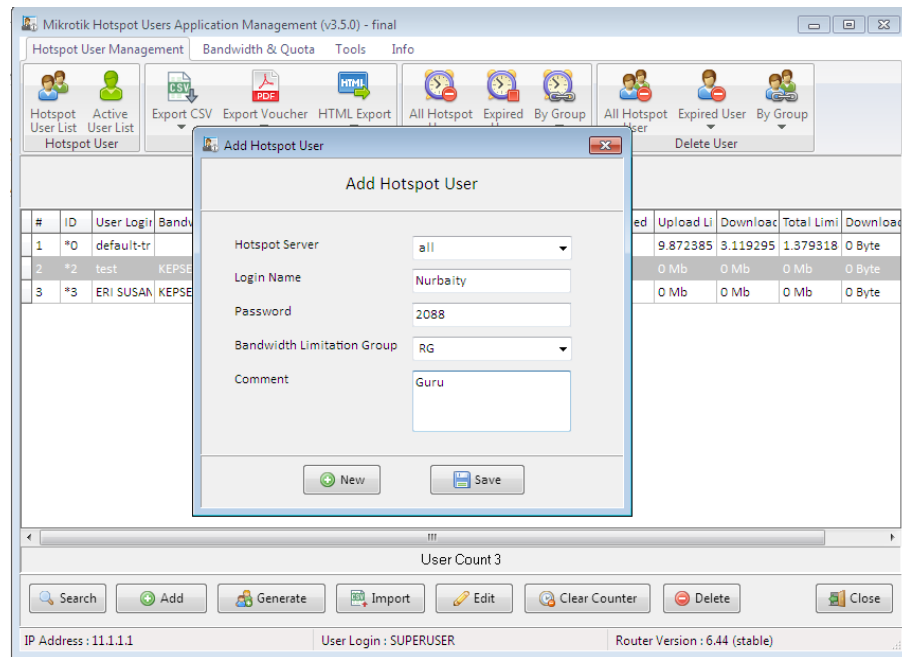 Mikrotik Hotspot Users Application Management (v3.5.0) - final
Hotspot User Management Bandwidth & Quota Tools Info
CSV PDF HTML
Hotspot User List Active User List Export CSV Export Voucher HTML Export All Hotspot Expired By Group All Hotspot User Expired User By Group
Hotspot User Delete User
Add Hotspot User
Add Hotspot User
# ID User Login Bandw ed Upload Li Download Total Limi Download
1 *0 default-tr 9.872385 3.119295 1.379318 0 Byte
2 *2 test KEPSE 0 Mb 0 Mb 0 Mb 0 Byte
3 *3 ERI SUSAN KEPSE 0 Mb 0 Mb 0 Mb 0 Byte
Hotspot Server all
Login Name Nurbaity
Password 2088
Bandwidth Limitation Group RG
Comment Guru
New Save
User Count 3
Search Add Generate Import Edit Clear Counter Delete Close
IP Address : 11.1.1.1 User Login : SUPERUSER Router Version : 6.44 (stable)